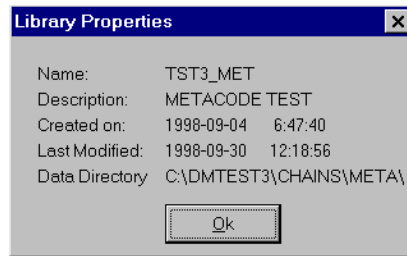 Library Properties
Name: TST3_MET
Description: METACODE TEST
Created on: 1998-09-04 6:47:40
Last Modified: 1998-09-30 12:18:56
Data Directory C:\DMTEST3\CHAINS\META\
Ok